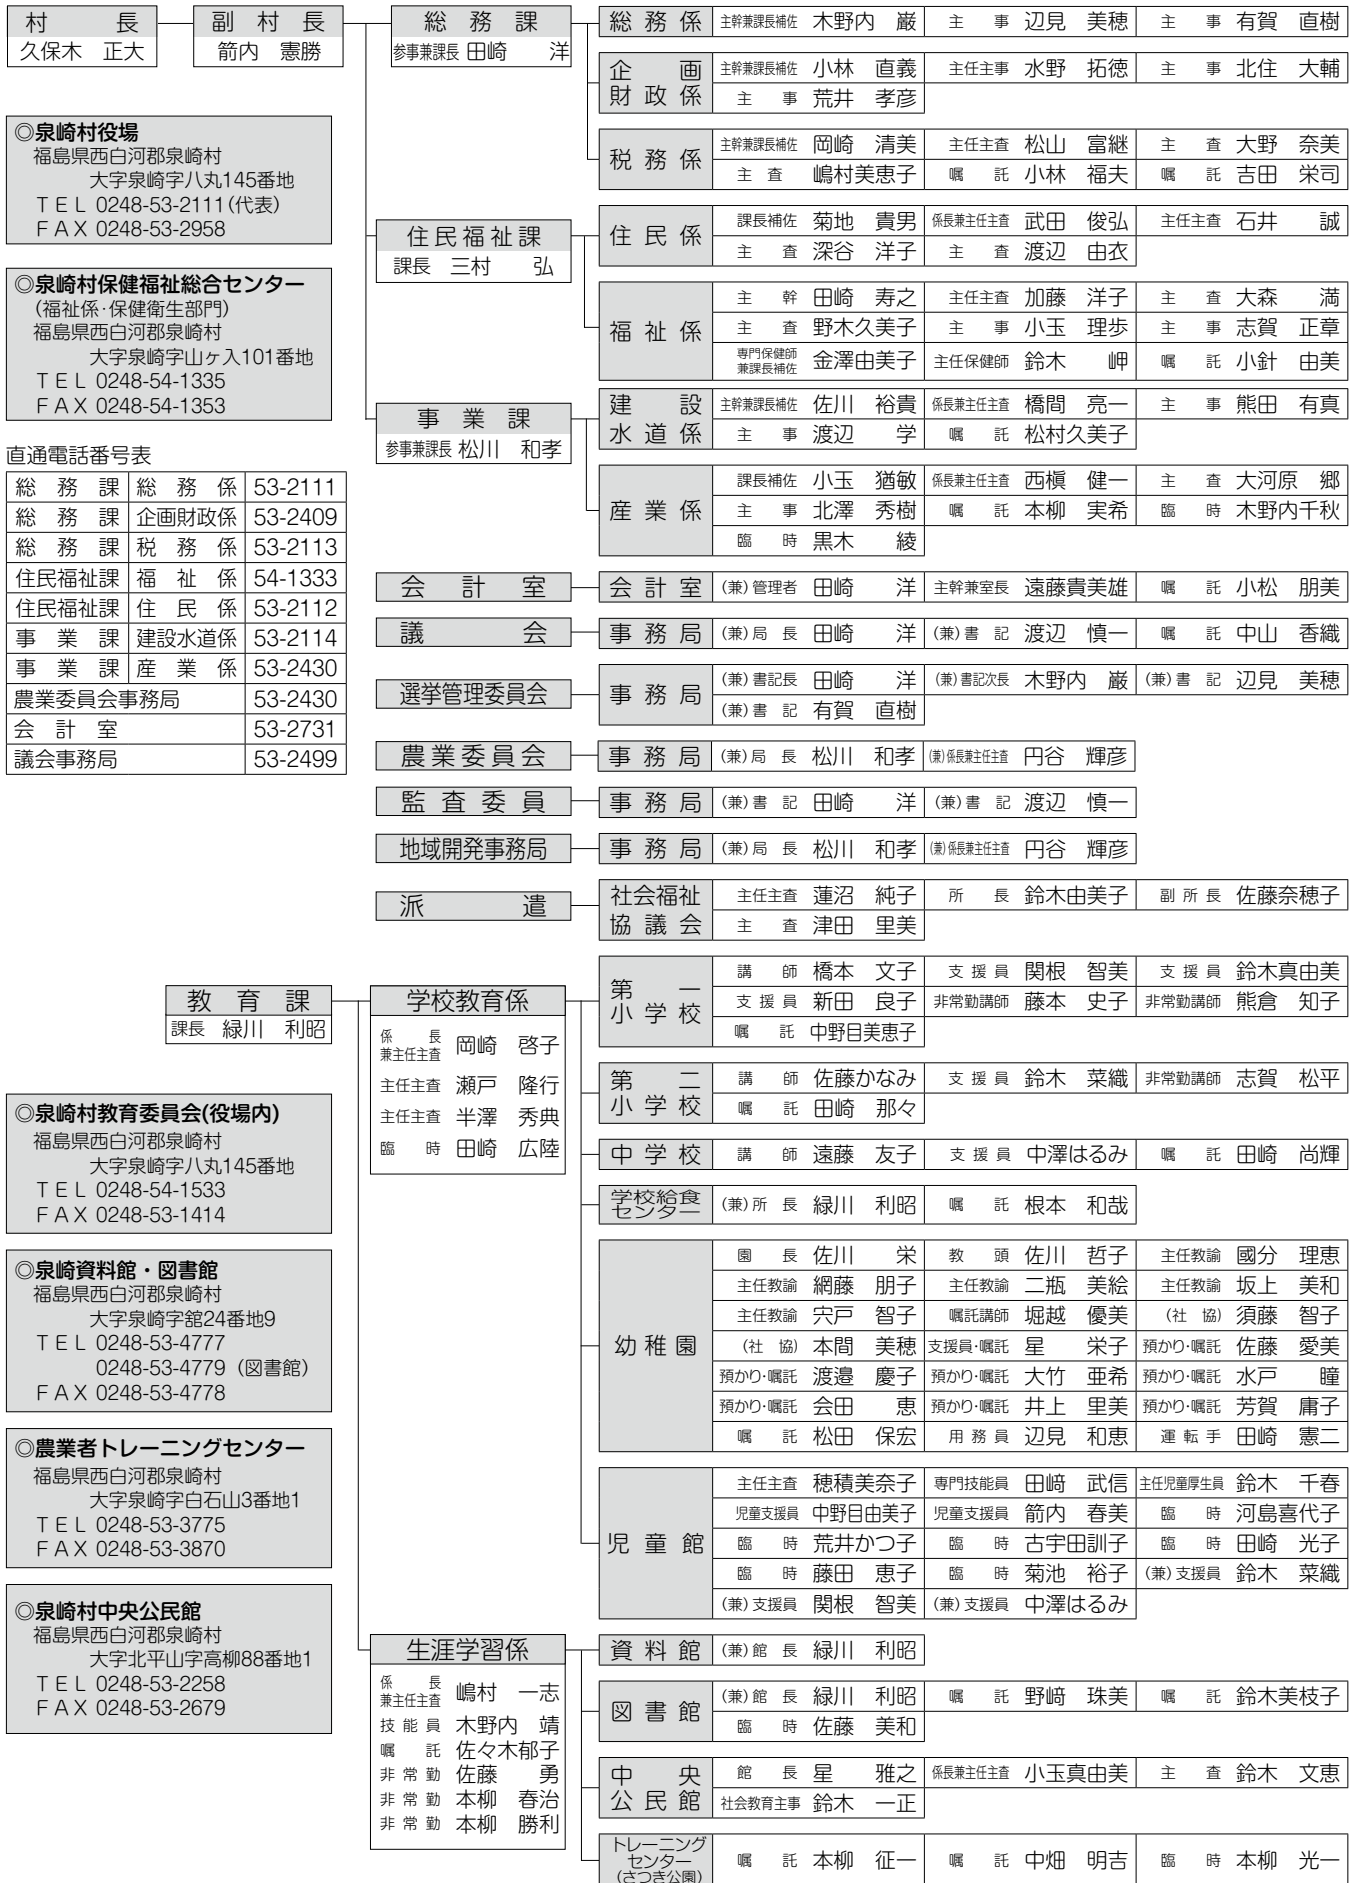 村長
久保木 正大
副村長
箭内 憲勝
総務課
参事兼課長 田崎 洋
総務係 主幹兼課長補佐 木野内 巌 主事 辺見 美穂 主事 有賀 直樹
企画財政係 主幹兼課長補佐 小林 直義 主任主事 水野 拓徳 主事 北住 大輔
主事 荒井 孝彦
税務係 主幹兼課長補佐 岡崎 清美 主任主査 松山 富継 主査 大野 奈美
主査 嶋村美恵子 嘱託 小林 福夫 嘱託 吉田 栄司
住民福祉課
課長 三村 弘
住民係 課長補佐 菊地 貴男 係長兼主任主査 武田 俊弘 主任主査 石井 誠
主査 深谷 洋子 主査 渡辺 由衣
福祉係 主幹 田崎 寿之 主任主査 加藤 洋子 主査 大森 満
主査 野木久美子 主事 小玉 理歩 主事 志賀 正章
専門保健師兼課長補佐 金澤由美子 主任保健師 鈴木 岬 嘱託 小針 由美
事業課
参事兼課長 松川 和孝
建設水道係 主幹兼課長補佐 佐川 裕貴 係長兼主任主査 橋間 亮一 主事 熊田 有真
主事 渡辺 学 嘱託 松村久美子
産業係 課長補佐 小玉 猶敏 係長兼主任主査 西槇 健一 主査 大河原 郷
主事 北澤 秀樹 嘱託 本柳 実希 臨時 木野内千秋
臨時 黒木 綾
会計室 会計室 (兼)管理者 田崎 洋 主幹兼室長 遠藤貴美雄 嘱託 小松 朋美
議会 事務局 (兼)局長 田崎 洋 (兼)書記 渡辺 慎一 嘱託 中山 香織
選挙管理委員会 事務局 (兼)書記長 田崎 洋 (兼)書記次長 木野内 巌 (兼)書記 辺見 美穂
(兼)書記 有賀 直樹
農業委員会 事務局 (兼)局長 松川 和孝 (兼)係長兼主任主査 円谷 輝彦
監査委員 事務局 (兼)書記 田崎 洋 (兼)書記 渡辺 慎一
地域開発事務局 事務局 (兼)局長 松川 和孝 (兼)係長兼主任主査 円谷 輝彦
派遣 社会福祉協議会 主任主査 蓮沼 純子 所長 鈴木由美子 副所長 佐藤奈穂子
主査 津田 里美
◎泉崎村役場
福島県西白河郡泉崎村
大字泉崎字八丸145番地
TEL 0248-53-2111(代表)
FAX 0248-53-2958
◎泉崎村保健福祉総合センター
(福祉係・保健衛生部門)
福島県西白河郡泉崎村
大字泉崎字山ヶ入101番地
TEL 0248-54-1335
FAX 0248-54-1353
直通電話番号表
総務課 総務係 53-2111
総務課 企画財政係 53-2409
総務課 税務係 53-2113
住民福祉課 福祉係 54-1333
住民福祉課 住民係 53-2112
事業課 建設水道係 53-2114
事業課 産業係 53-2430
農業委員会事務局 53-2430
会計室 53-2731
議会事務局 53-2499
教育課
課長 緑川 利昭
学校教育係
係長兼主任主査 岡崎 啓子
主任主査 瀬戸 隆行
主任主査 半澤 秀典
臨時 田崎 広陸
第一小学校 講師 橋本 文子 支援員 関根 智美 支援員 鈴木真由美
支援員 新田 良子 非常勤講師 藤本 史子 非常勤講師 熊倉 知子
嘱託 中野目美恵子
第二小学校 講師 佐藤かなみ 支援員 鈴木 菜織 非常勤講師 志賀 松平
嘱託 田崎 那々
中学校 講師 遠藤 友子 支援員 中澤はるみ 嘱託 田崎 尚輝
学校給食センター (兼)所長 緑川 利昭 嘱託 根本 和哉
幼稚園 園長 佐川 栄 教頭 佐川 哲子 主任教諭 國分 理恵
主任教諭 網藤 朋子 主任教諭 二瓶 美絵 主任教諭 坂上 美和
主任教諭 宍戸 智子 嘱託講師 堀越 優美 (社協) 須藤 智子
(社協) 本間 美穂 支援員・嘱託 星 栄子 預かり・嘱託 佐藤 愛美
預かり・嘱託 渡邉 慶子 預かり・嘱託 大竹 亜希 預かり・嘱託 水戸 瞳
預かり・嘱託 会田 恵 預かり・嘱託 井上 里美 預かり・嘱託 芳賀 庸子
嘱託 松田 保宏 用務員 辺見 和恵 運転手 田崎 憲二
児童館 主任主査 穂積美奈子 専門技能員 田﨑 武信 主任児童厚生員 鈴木 千春
児童支援員 中野目由美子 児童支援員 箭内 春美 臨時 河島喜代子
臨時 荒井かつ子 臨時 古宇田訓子 臨時 田崎 光子
臨時 藤田 恵子 臨時 菊池 裕子 (兼)支援員 鈴木 菜織
(兼)支援員 関根 智美 (兼)支援員 中澤はるみ
生涯学習係
係長兼主任主査 嶋村 一志
技能員 木野内 靖
嘱託 佐々木郁子
非常勤 佐藤 勇
非常勤 本柳 春治
非常勤 本柳 勝利
資料館 (兼)館長 緑川 利昭
図書館 (兼)館長 緑川 利昭 嘱託 野﨑 珠美 嘱託 鈴木美枝子
臨時 佐藤 美和
中央公民館 館長 星 雅之 係長兼主任主査 小玉真由美 主査 鈴木 文恵
社会教育主事 鈴木 一正
トレーニングセンター(さつき公園) 嘱託 本柳 征一 嘱託 中畑 明吉 臨時 本柳 光一
◎泉崎村教育委員会(役場内)
福島県西白河郡泉崎村
大字泉崎字八丸145番地
TEL 0248-54-1533
FAX 0248-53-1414
◎泉崎資料館・図書館
福島県西白河郡泉崎村
大字泉崎字舘24番地9
TEL 0248-53-4777
0248-53-4779（図書館）
FAX 0248-53-4778
◎農業者トレーニングセンター
福島県西白河郡泉崎村
大字泉崎字白石山3番地1
TEL 0248-53-3775
FAX 0248-53-3870
◎泉崎村中央公民館
福島県西白河郡泉崎村
大字北平山字高柳88番地1
TEL 0248-53-2258
FAX 0248-53-2679